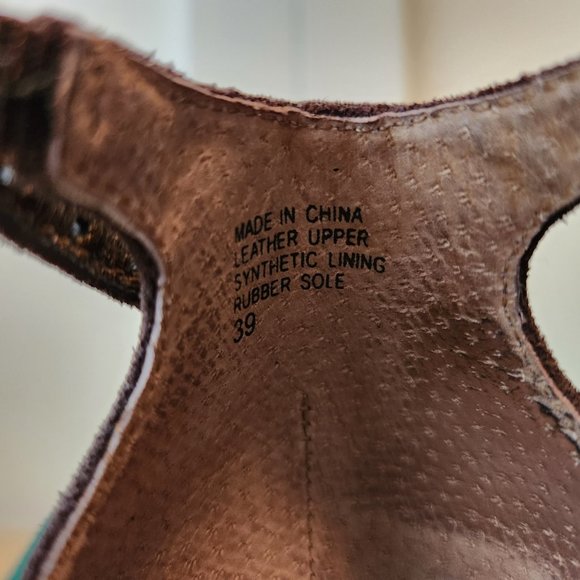 MADE IN CHINA
LEATHER UPPER
SYNTHETIC LINING
RUBBER SOLE
39